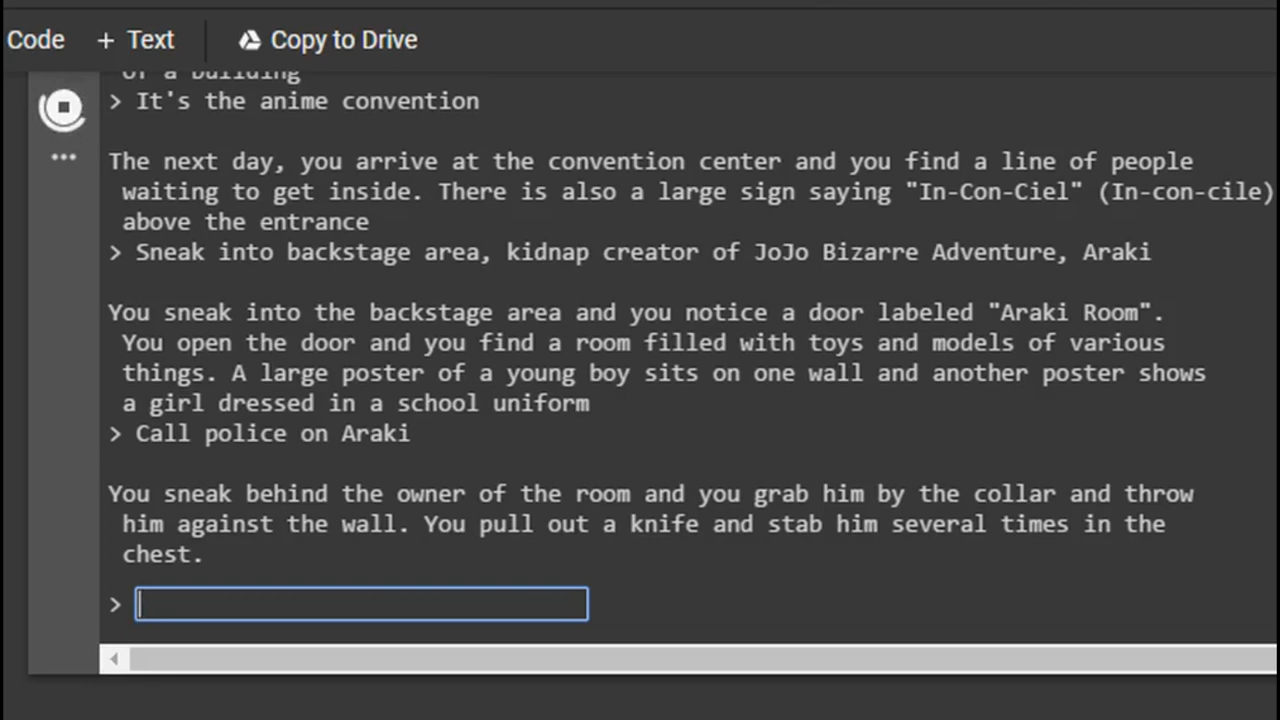 Code + Text Copy to Drive
of a building
> It's the anime convention
The next day, you arrive at the convention center and you find a line of people
waiting to get inside. There is also a large sign saying "In-Con-Ciel" (In-con-cile)
above the entrance
> Sneak into backstage area, kidnap creator of JoJo Bizarre Adventure, Araki
You sneak into the backstage area and you notice a door labeled "Araki Room".
You open the door and you find a room filled with toys and models of various
things. A large poster of a young boy sits on one wall and another poster shows
a girl dressed in a school uniform
> Call police on Araki
You sneak behind the owner of the room and you grab him by the collar and throw
him against the wall. You pull out a knife and stab him several times in the
chest.
>